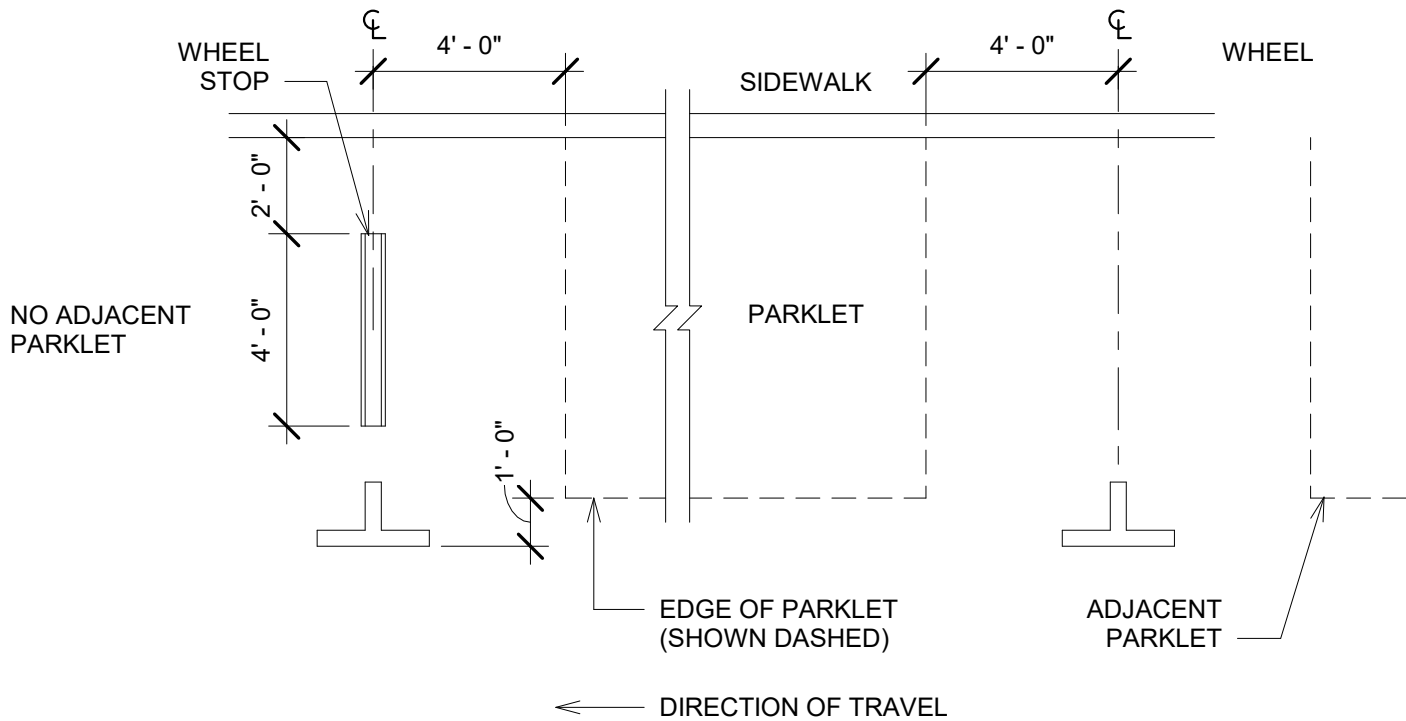 ℄
℄
4' - 0"
4' - 0"
WHEEL
STOP
WHEEL
SIDEWALK
2' - 0"
NO ADJACENT
PARKLET
4' - 0"
PARKLET
1' - 0"
EDGE OF PARKLET
(SHOWN DASHED)
ADJACENT
PARKLET
DIRECTION OF TRAVEL